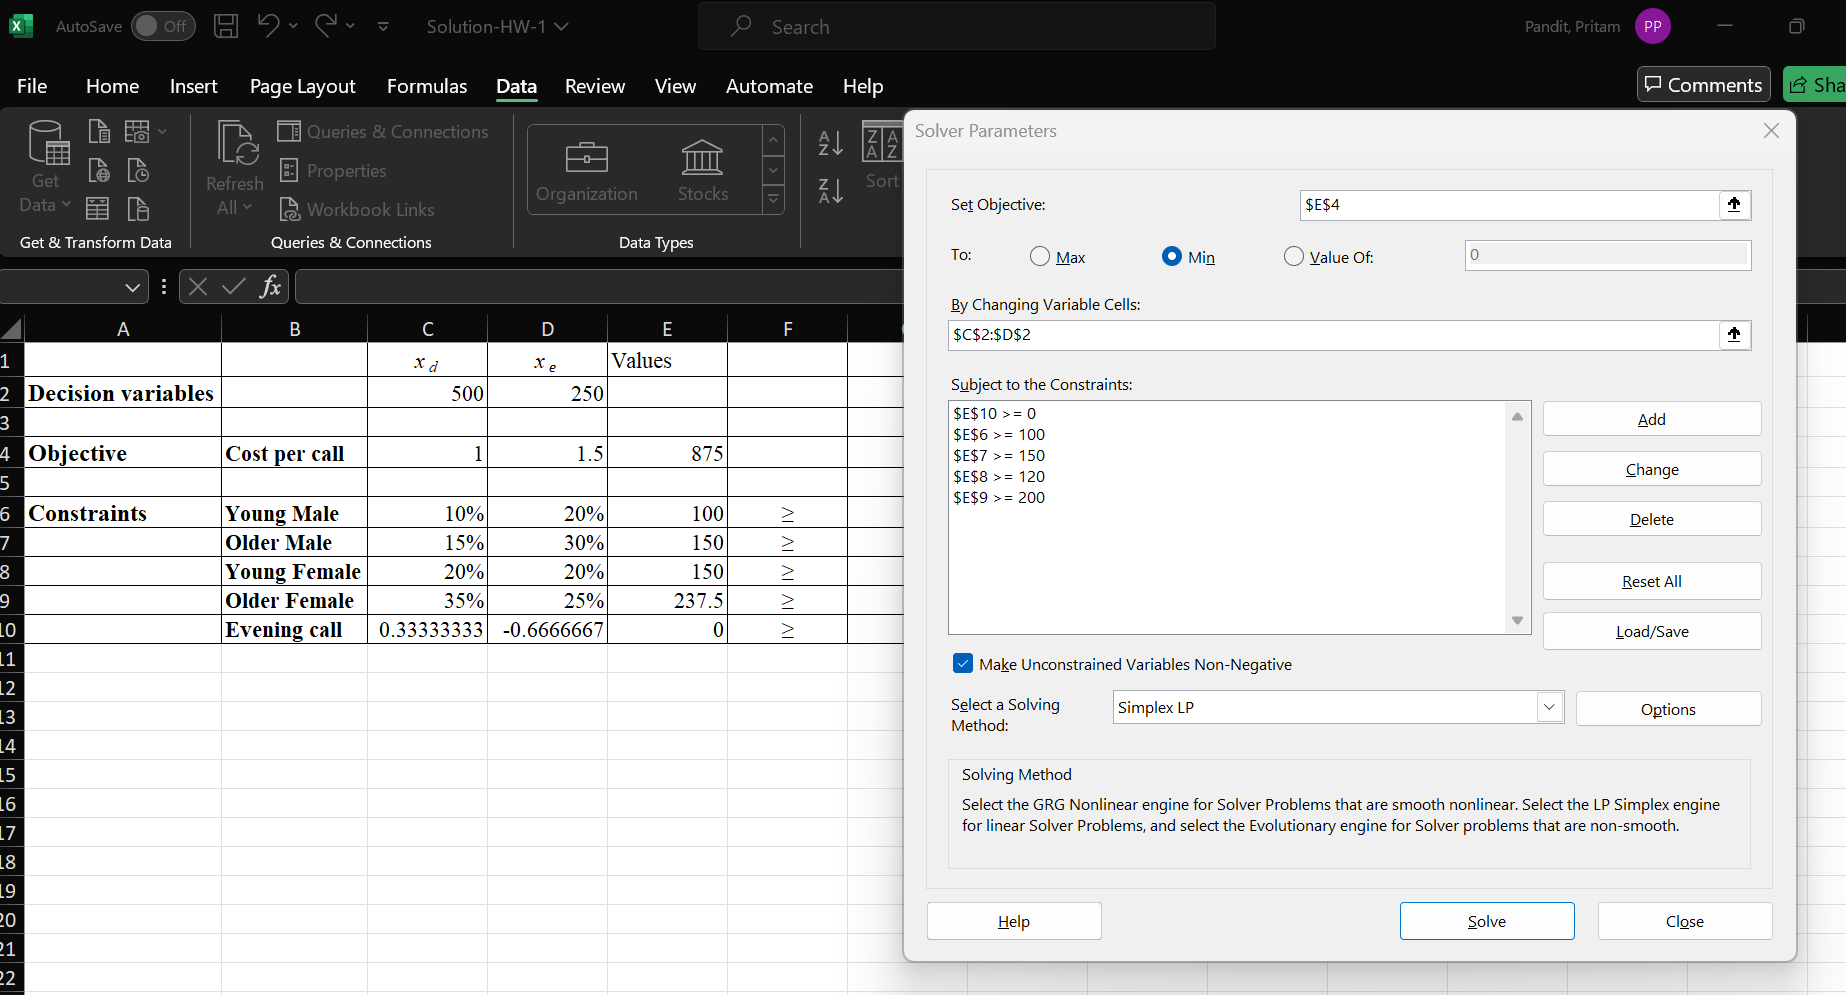 AutoSave Off Solution-HW-1 Search Pandit, Pritam PP
File Home Insert Page Layout Formulas Data Review View Automate Help Comments Sha
Get Data
Refresh All
Queries & Connections
Properties
Workbook Links
Organization Stocks
Sort
Get & Transform Data Queries & Connections Data Types
fx
A B C D E F
1 x d x e Values
2 Decision variables 500 250
3
4 Objective Cost per call 1 1.5 875
5
6 Constraints Young Male 10% 20% 100 ≥
7 Older Male 15% 30% 150 ≥
8 Young Female 20% 20% 150 ≥
9 Older Female 35% 25% 237.5 ≥
10 Evening call 0.33333333 -0.6666667 0 ≥
11
12
13
14
15
16
17
18
19
20
21
22
Solver Parameters
Set Objective: $E$4
To: Max Min Value Of: 0
By Changing Variable Cells:
$C$2:$D$2
Subject to the Constraints:
$E$10 >= 0
$E$6 >= 100
$E$7 >= 150
$E$8 >= 120
$E$9 >= 200
Add
Change
Delete
Reset All
Load/Save
Make Unconstrained Variables Non-Negative
Select a Solving
Method:
Simplex LP
Options
Solving Method
Select the GRG Nonlinear engine for Solver Problems that are smooth nonlinear. Select the LP Simplex engine
for linear Solver Problems, and select the Evolutionary engine for Solver problems that are non-smooth.
Help Solve Close